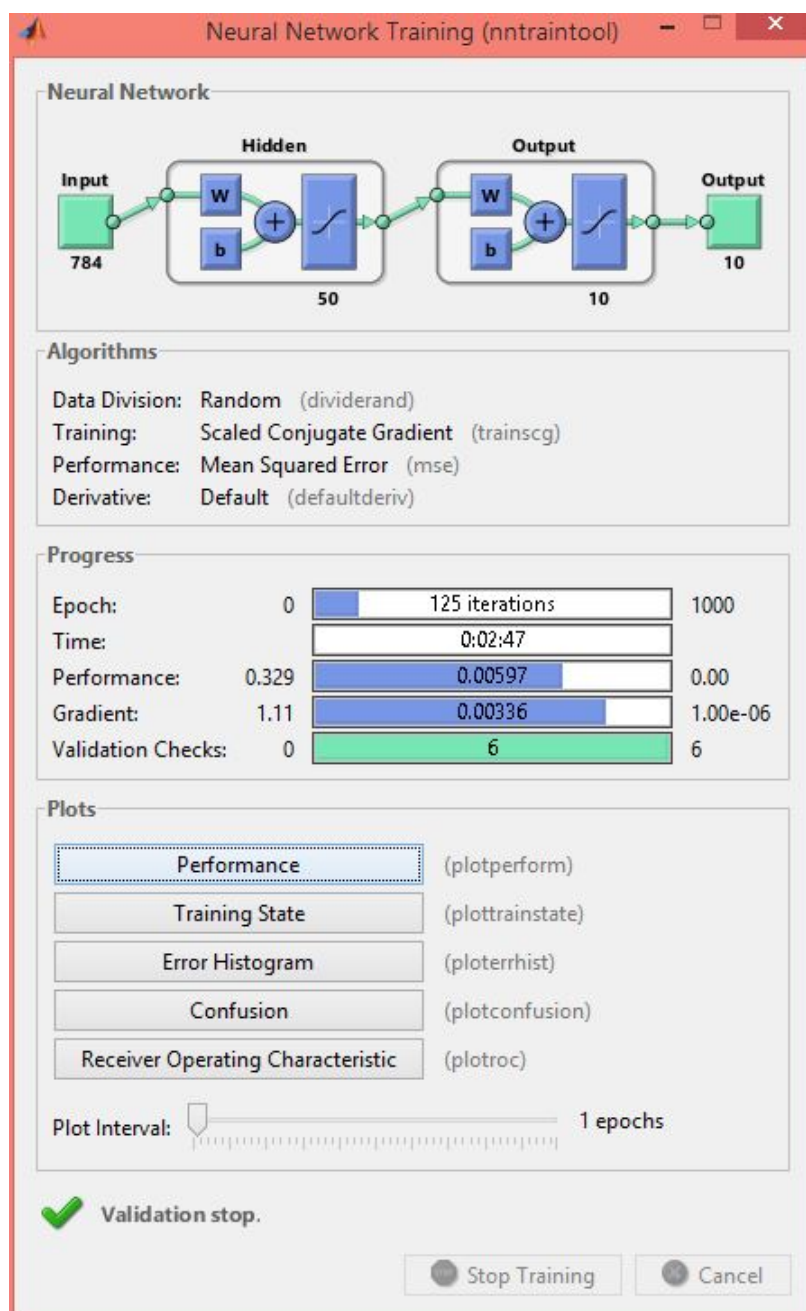 Neural Network Training (nntraintool)
Neural Network
Hidden
Output
Input
Output
W
b
+
W
b
+
784
50
10
10
Algorithms
Data Division: Random (dividerand)
Training: Scaled Conjugate Gradient (trainscg)
Performance: Mean Squared Error (mse)
Derivative: Default (defaultderiv)
Progress
Epoch: 0 125 iterations 1000
Time: 0:02:47
Performance: 0.329 0.00597 0.00
Gradient: 1.11 0.00336 1.00e-06
Validation Checks: 0 6 6
Plots
Performance (plotperform)
Training State (plottrainstate)
Error Histogram (ploterrhist)
Confusion (plotconfusion)
Receiver Operating Characteristic (plotroc)
Plot Interval: 1 epochs
Validation stop.
Stop Training Cancel